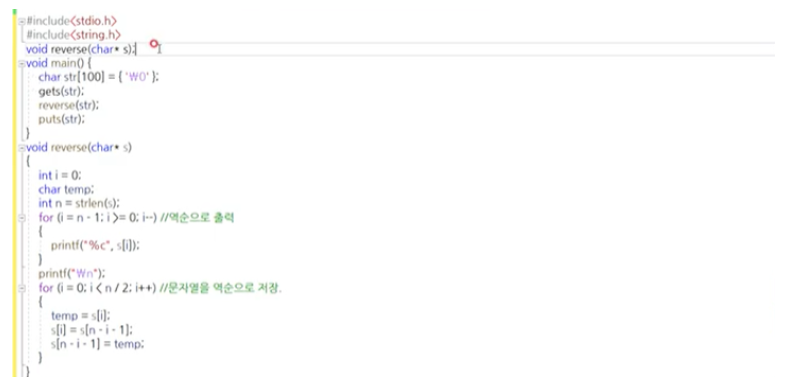 #include<stdio.h>
#include<string.h>
void reverse(char* s);
void main() {
char str[100] = { '₩0' };
gets(str);
reverse(str);
puts(str);
}
void reverse(char* s)
{
int i = 0;
char temp;
int n = strlen(s);
for (i = n - 1; i >= 0; i--) //역순으로 출력
{
printf("%c", s[i]);
}
printf("₩n");
for (i = 0; i < n / 2; i++) //문자열을 역순으로 저장.
{
temp = s[i];
s[i] = s[n - i - 1];
s[n - i - 1] = temp;
}
}